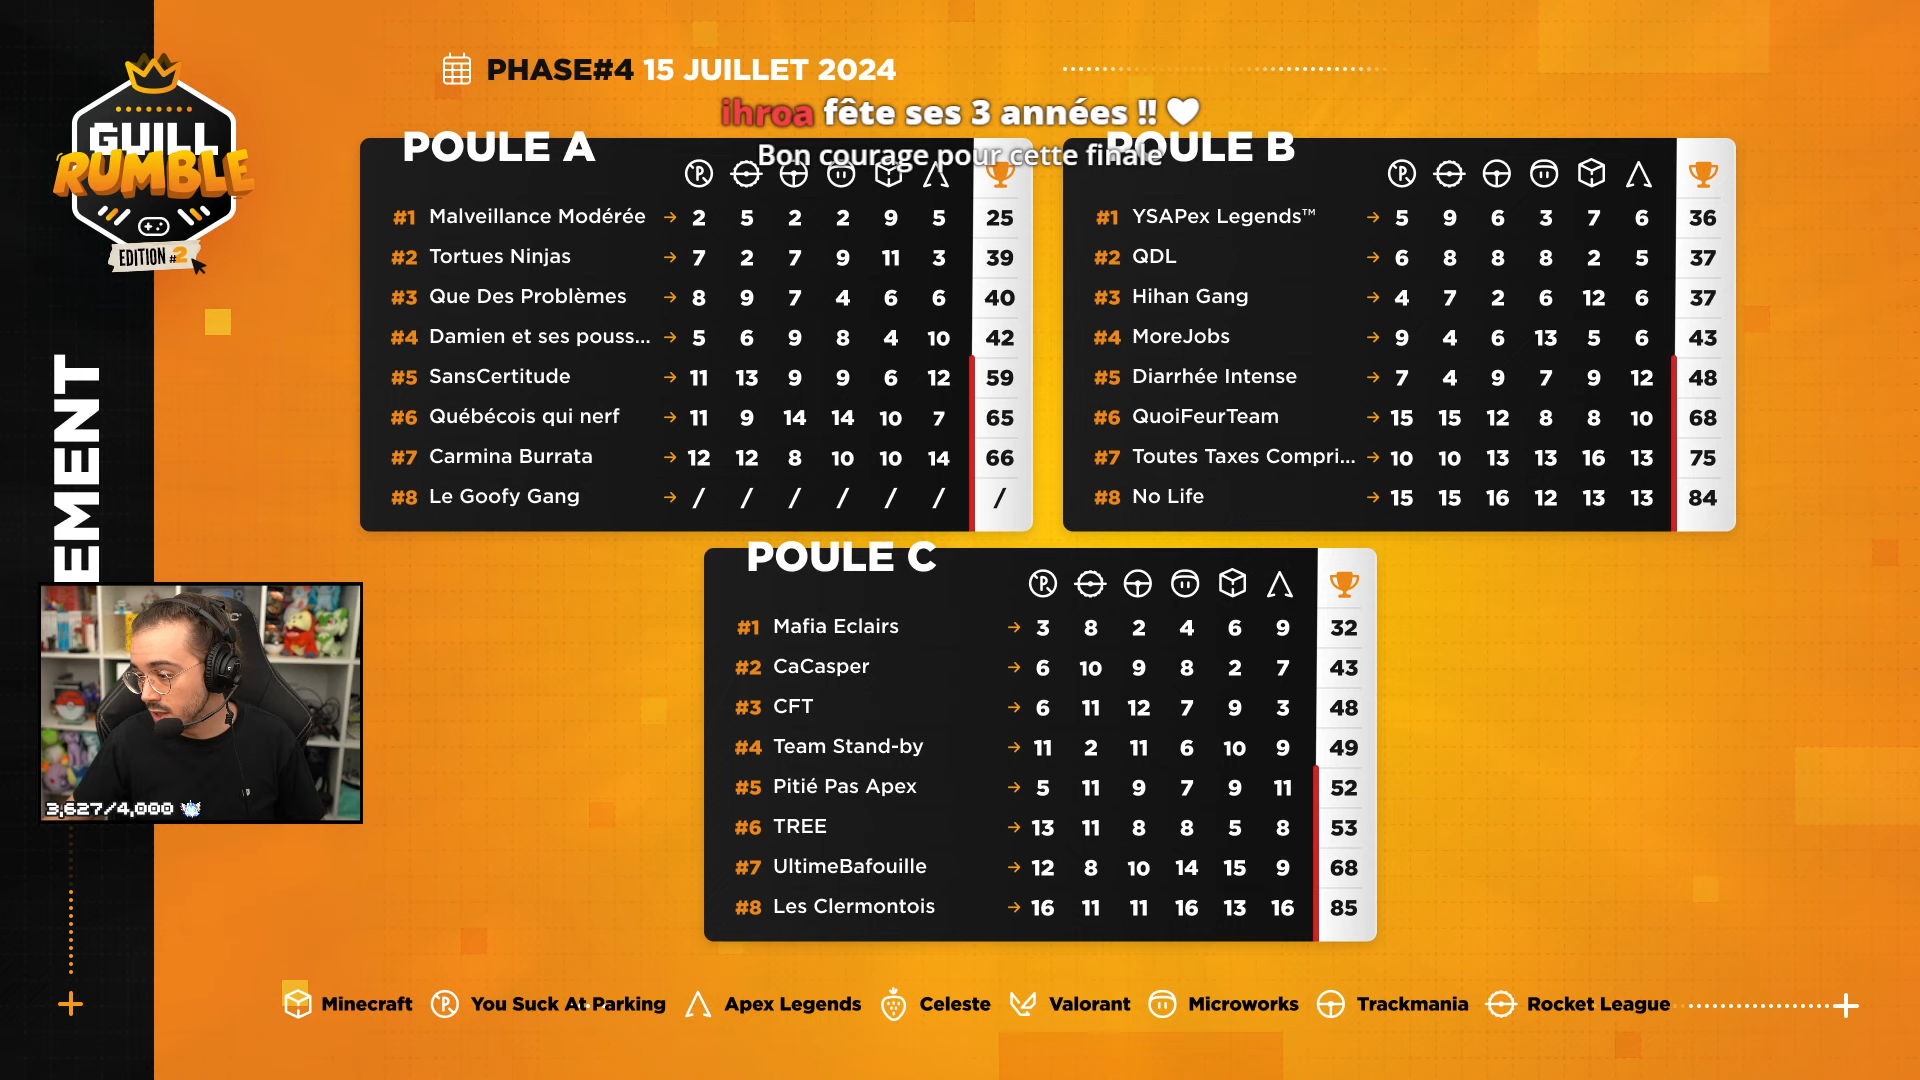 PHASE#4 15 JUILLET 2024
ihroa fête ses 3 années !!
Bon courage pour cette finale
GUILL
RUMBLE
EDITION #2
EMENT
POULE A
#1 Malveillance Modérée → 2 5 2 2 9 5 25
#2 Tortues Ninjas → 7 2 7 9 11 3 39
#3 Que Des Problèmes → 8 9 7 4 6 6 40
#4 Damien et ses pouss... → 5 6 9 8 4 10 42
#5 SansCertitude → 11 13 9 9 6 12 59
#6 Québécois qui nerf → 11 9 14 14 10 7 65
#7 Carmina Burrata → 12 12 8 10 10 14 66
#8 Le Goofy Gang → / / / / / / /
POULE B
#1 YSAPex Legends™ → 5 9 6 3 7 6 36
#2 QDL → 6 8 8 8 2 5 37
#3 Hihan Gang → 4 7 2 6 12 6 37
#4 MoreJobs → 9 4 6 13 5 6 43
#5 Diarrhée Intense → 7 4 9 7 9 12 48
#6 QuoiFeurTeam → 15 15 12 8 8 10 68
#7 Toutes Taxes Compri... → 10 10 13 13 16 13 75
#8 No Life → 15 15 16 12 13 13 84
POULE C
#1 Mafia Eclairs → 3 8 2 4 6 9 32
#2 CaCasper → 6 10 9 8 2 7 43
#3 CFT → 6 11 12 7 9 3 48
#4 Team Stand-by → 11 2 11 6 10 9 49
#5 Pitié Pas Apex → 5 11 9 7 9 11 52
#6 TREE → 13 11 8 8 5 8 53
#7 UltimeBafouille → 12 8 10 14 15 9 68
#8 Les Clermontois → 16 11 11 16 13 16 85
3,627/4,000
Minecraft You Suck At Parking Apex Legends Celeste Valorant Microworks Trackmania Rocket League